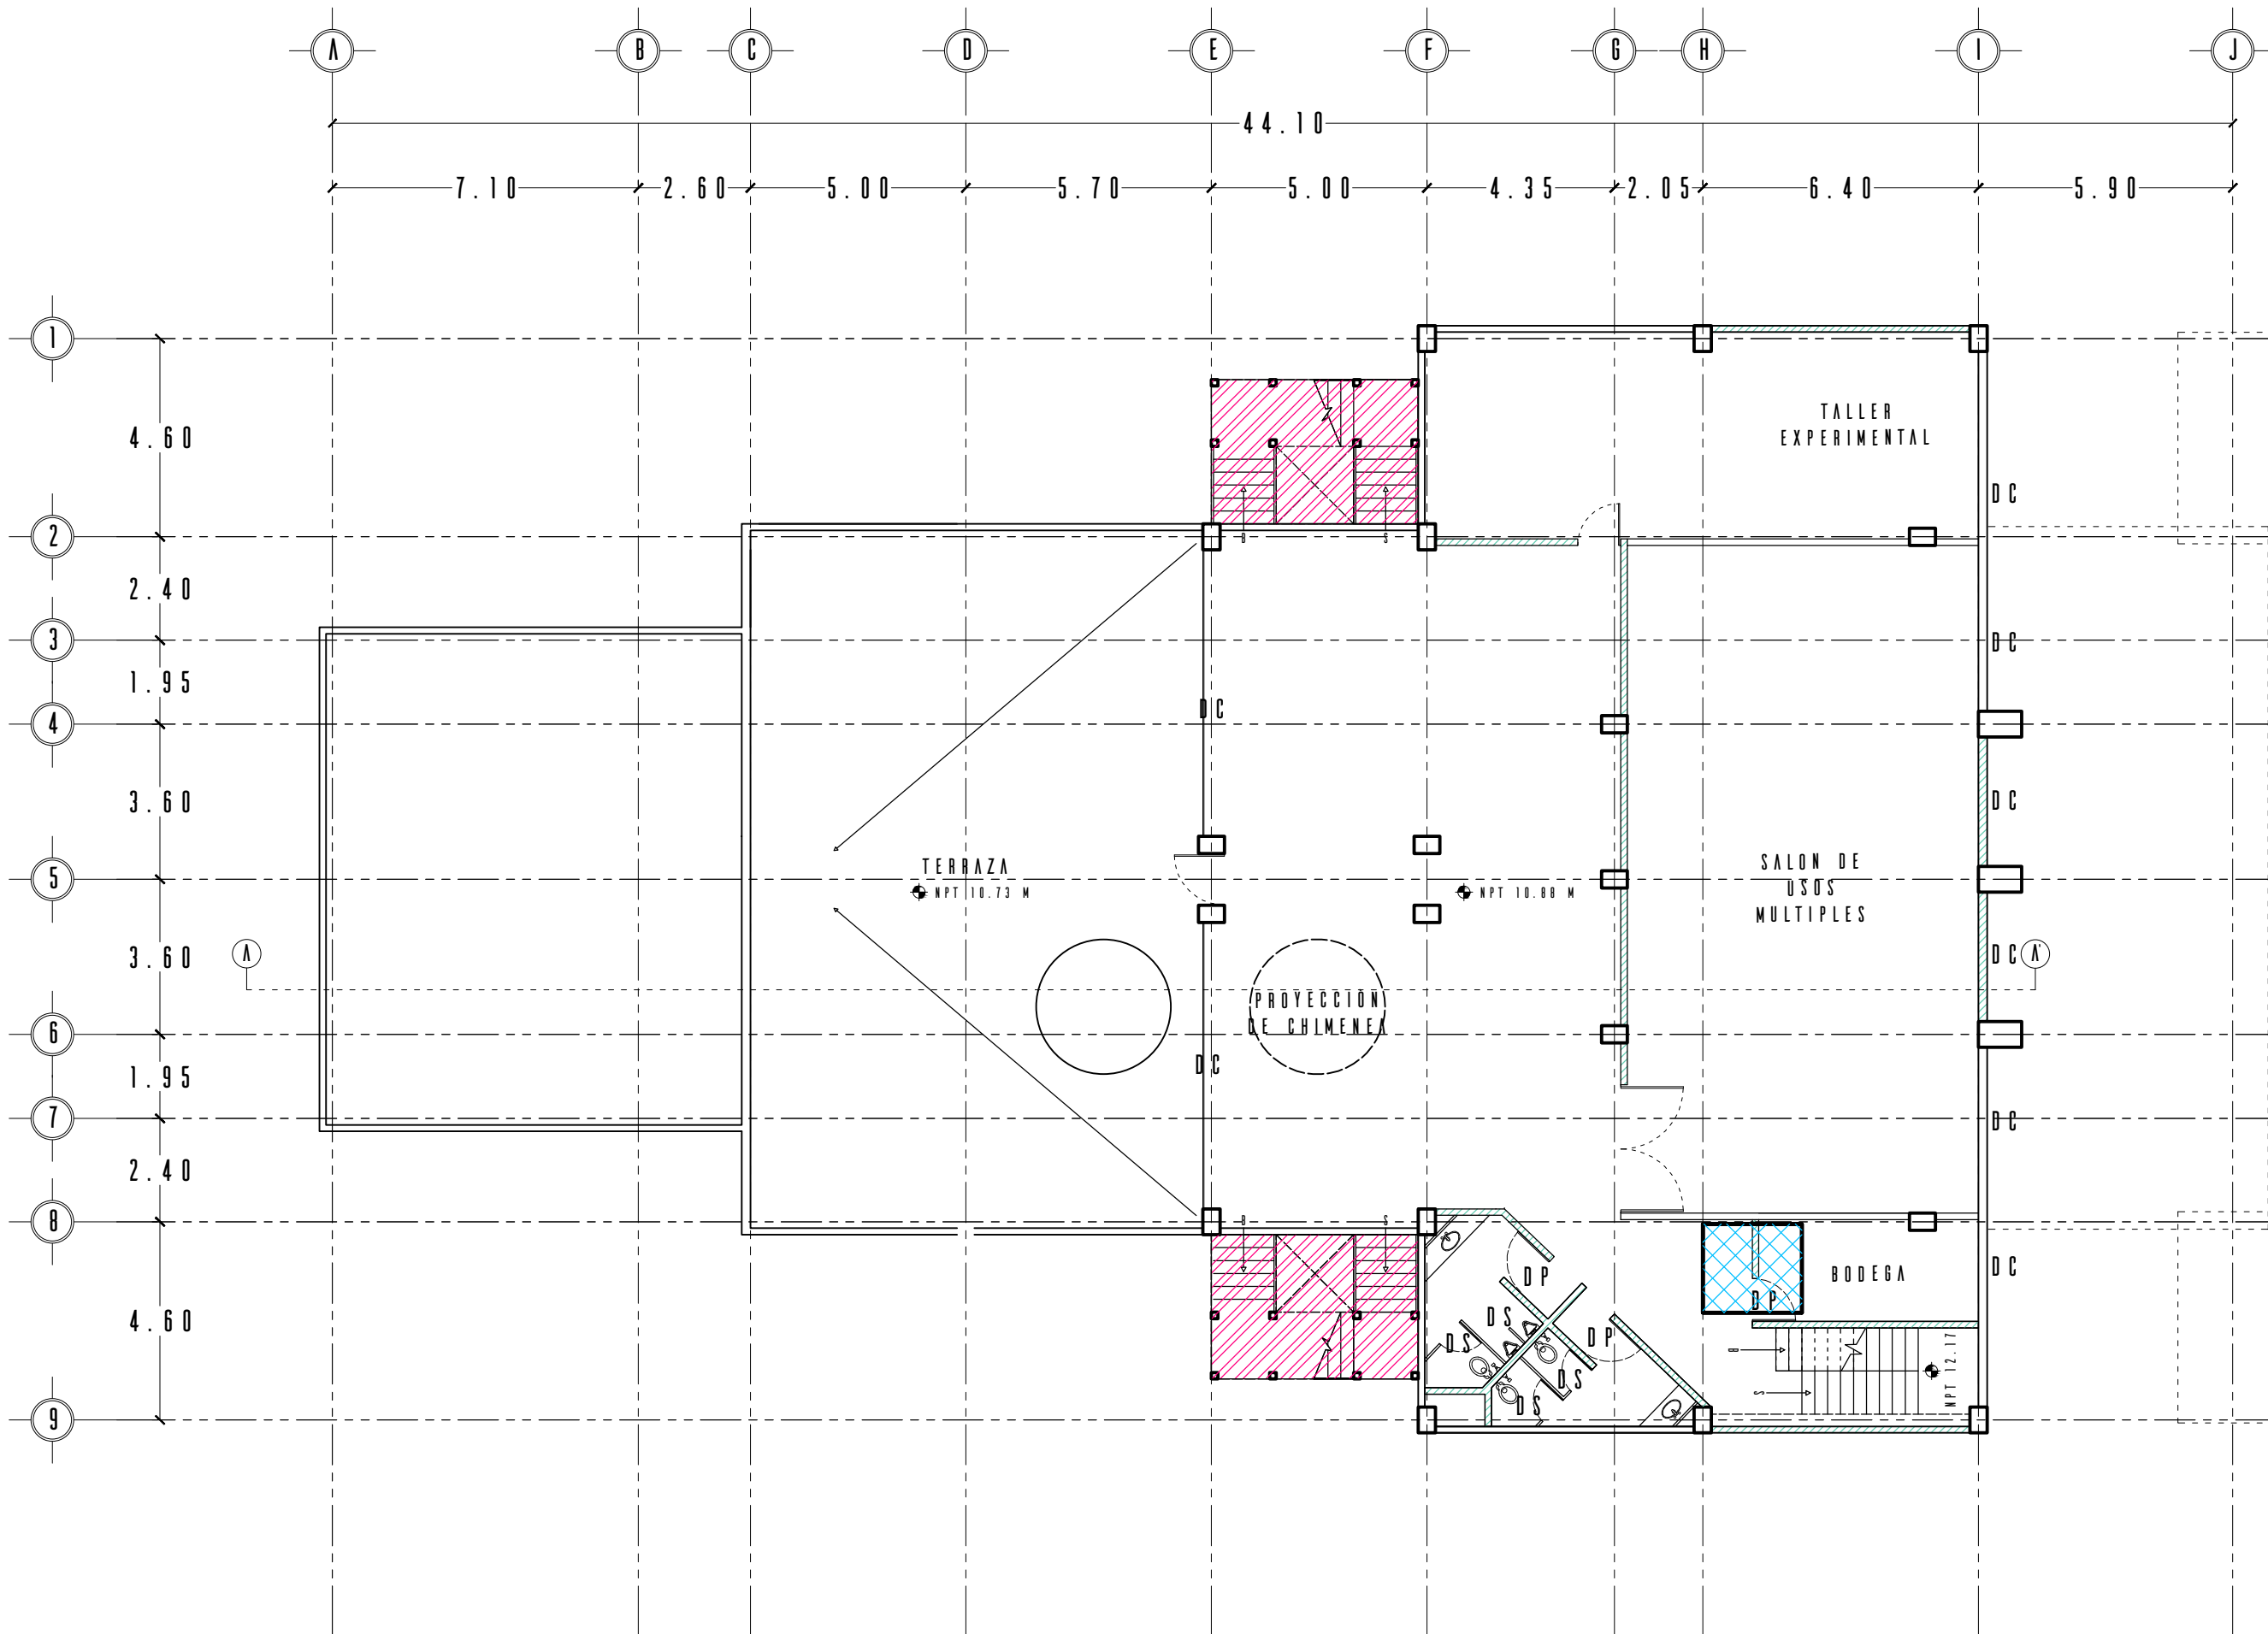 A B C D E F G H I J
44.10
7.10 2.60 5.00 5.70 5.00 4.35 2.05 6.40 5.90
1
4.60
TALLER
EXPERIMENTAL
DC
2
B S
2.40
3
DC
1.95
DC
4
3.60
DC
5
TERRAZA
NPT 10.73 M
NPT 10.88 M
SALON DE
USOS
MULTIPLES
3.60
A
DC
A'
PROYECCIÓN
DE CHIMENEA
6
1.95
DC
7
DC
2.40
8
B S
DP
BODEGA
DC
DP
4.60
DS
DS
DP
DS
DS
B
S
NPT 12.17
9